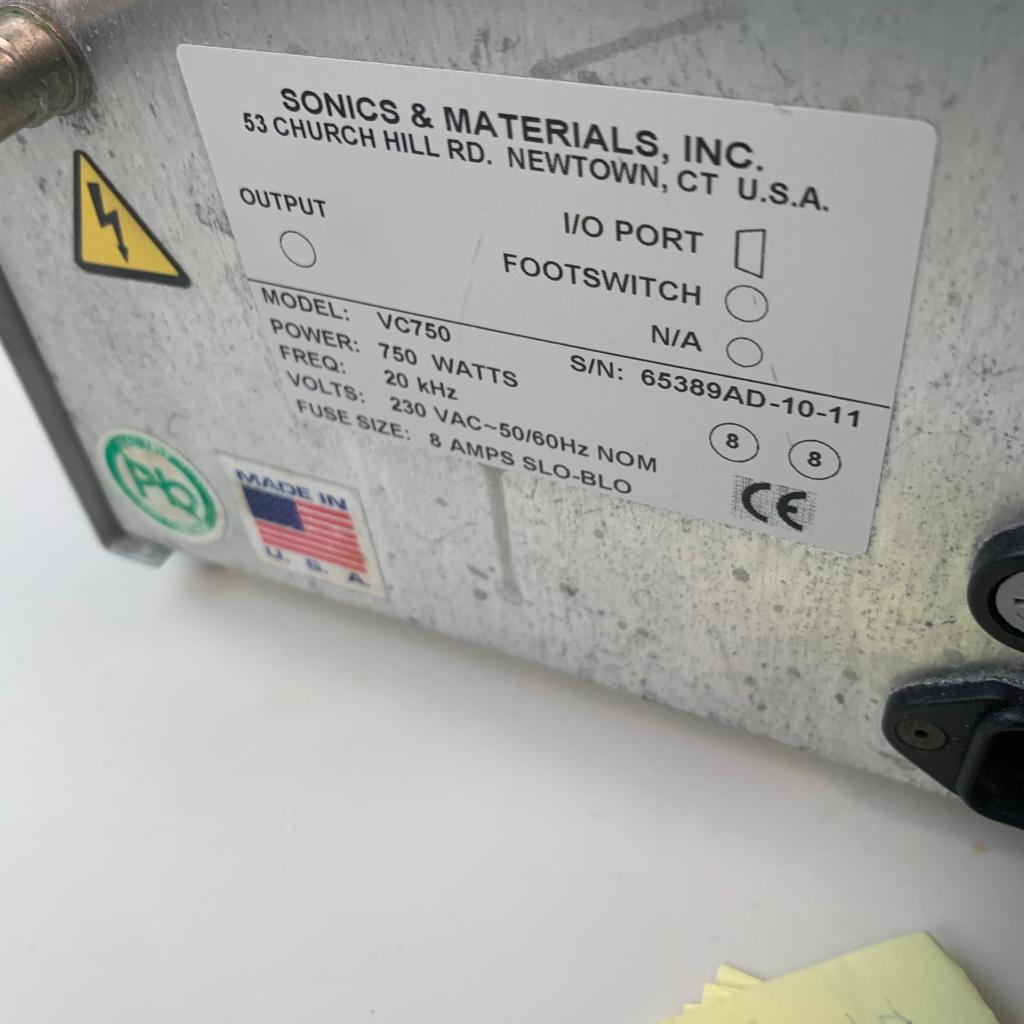 SONICS & MATERIALS, INC.
53 CHURCH HILL RD. NEWTOWN, CT U.S.A.
OUTPUT
I/O PORT
FOOTSWITCH
N/A
MODEL: VC750
S/N: 65389AD-10-11
POWER: 750 WATTS
FREQ: 20 kHz
VOLTS: 230 VAC~50/60Hz NOM
FUSE SIZE: 8 AMPS SLO-BLO
8 8
CE
Pb
MADE IN
U. S. A